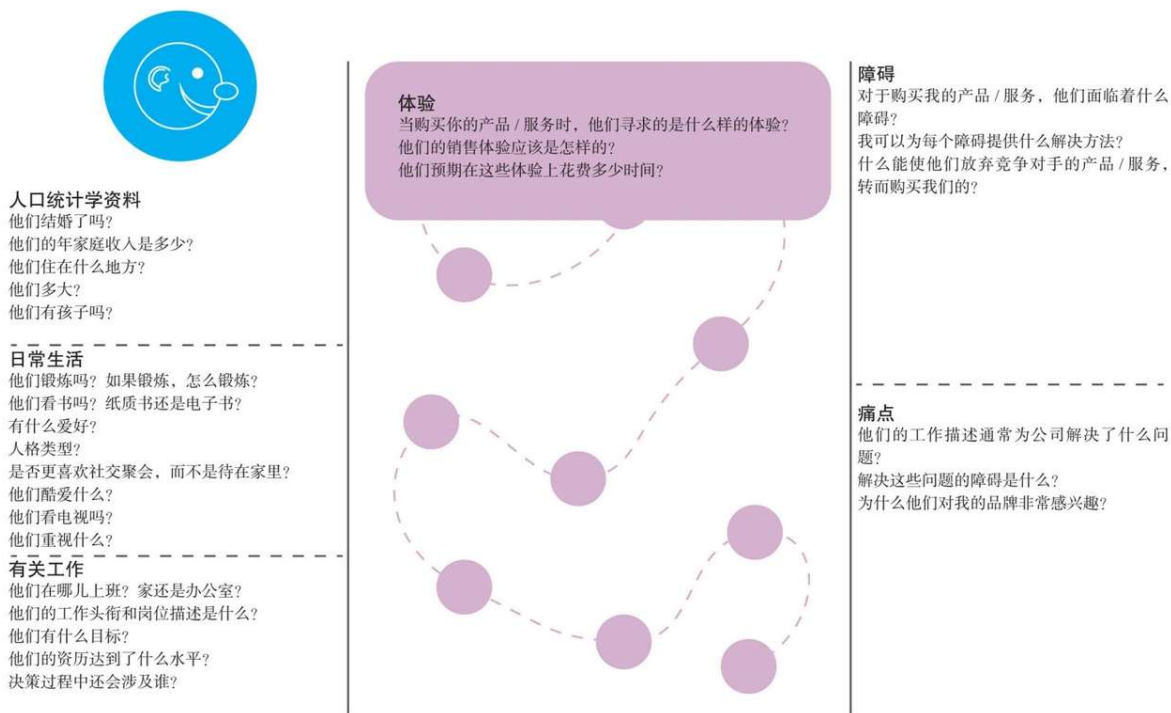 人口统计学资料
他们结婚了吗？
他们的年家庭收入是多少？
他们住在什么地方？
他们多大？
他们有孩子吗？
日常生活
他们锻炼吗？如果锻炼，怎么锻炼？
他们看书吗？纸质书还是电子书？
有什么爱好？
人格类型？
是否更喜欢社交聚会，而不是待在家里？
他们酷爱什么？
他们看电视吗？
他们重视什么？
有关工作
他们在哪儿上班？家还是办公室？
他们的工作头衔和岗位描述是什么？
他们有什么目标？
他们的资历达到了什么水平？
决策过程中还会涉及谁？
体验
当购买你的产品 / 服务时，他们寻求的是什么样的体验？
他们的销售体验应该是怎样的？
他们预期在这些体验上花费多少时间？
障碍
对于购买我的产品 / 服务，他们面临着什么
障碍？
我可以为每个障碍提供什么解决方法？
什么能使他们放弃竞争对手的产品 / 服务，
转而购买我们的？
痛点
他们的工作描述通常为公司解决了什么问
题？
解决这些问题的障碍是什么？
为什么他们对我的品牌非常感兴趣？